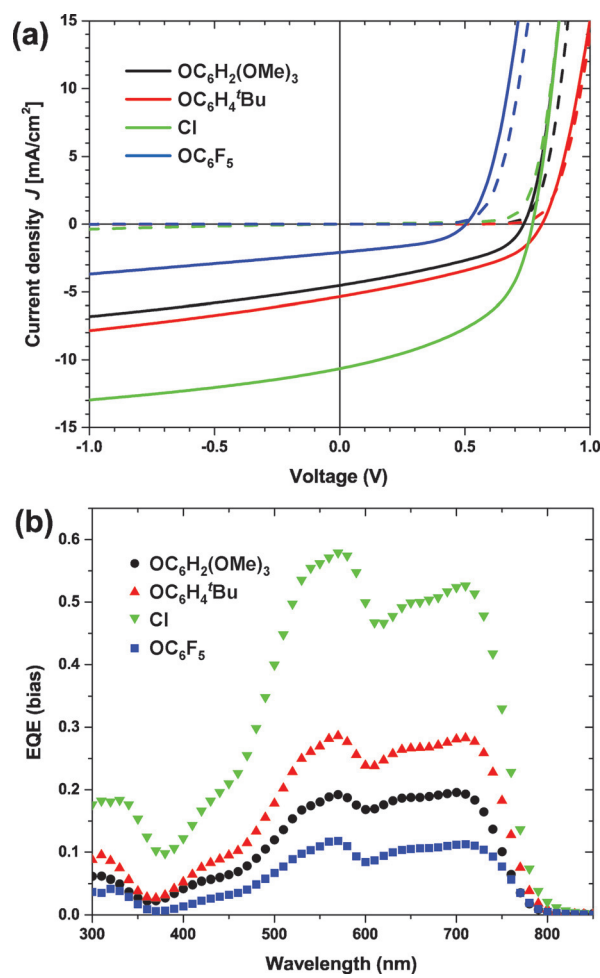 (a)
15
10
5
0
-5
-10
-15
Current density J [mA/cm²]
OC₆H₂(OMe)₃
OC₆H₄ᵗBu
Cl
OC₆F₅
-1.0 -0.5 0.0 0.5 1.0
Voltage (V)
(b)
0.6
0.5
0.4
0.3
0.2
0.1
0.0
EQE (bias)
OC₆H₂(OMe)₃
OC₆H₄ᵗBu
Cl
OC₆F₅
300 400 500 600 700 800
Wavelength (nm)